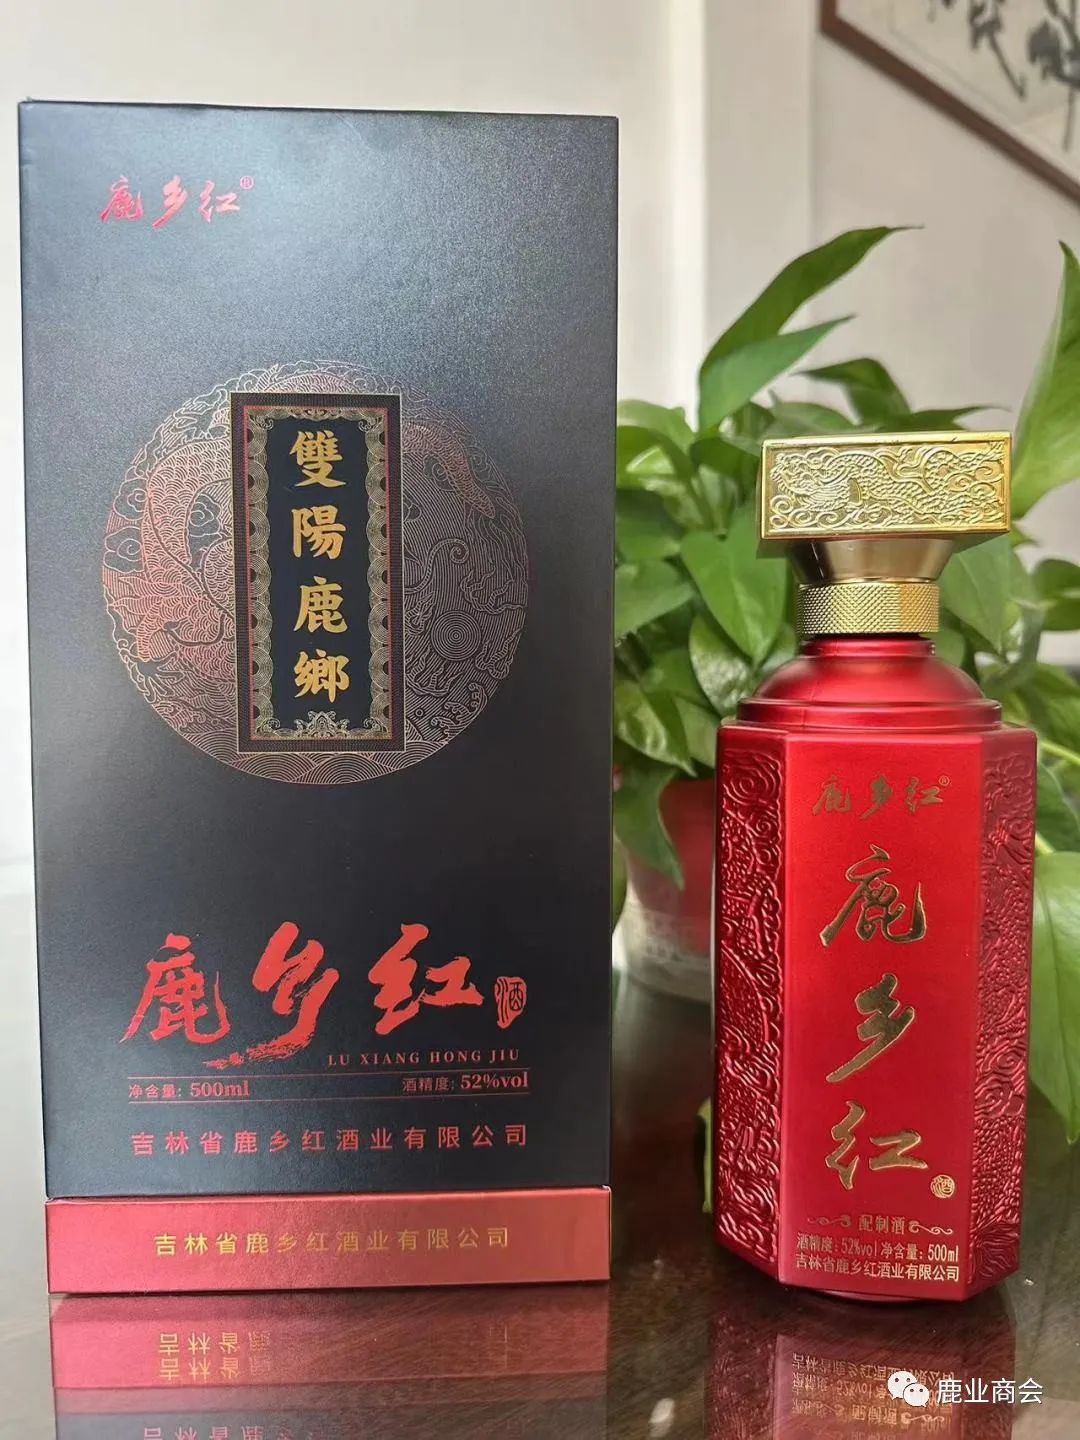 鹿乡红®
雙陽鹿鄉
鹿乡红酒
LU XIANG HONG JIU
净含量：500ml 酒精度：52%vol
吉林省鹿乡红酒业有限公司
吉林省鹿乡红酒业有限公司
鹿乡红®
鹿乡红酒
配制酒
酒精度：52%vol 净含量：500ml
吉林省鹿乡红酒业有限公司
鹿业商会